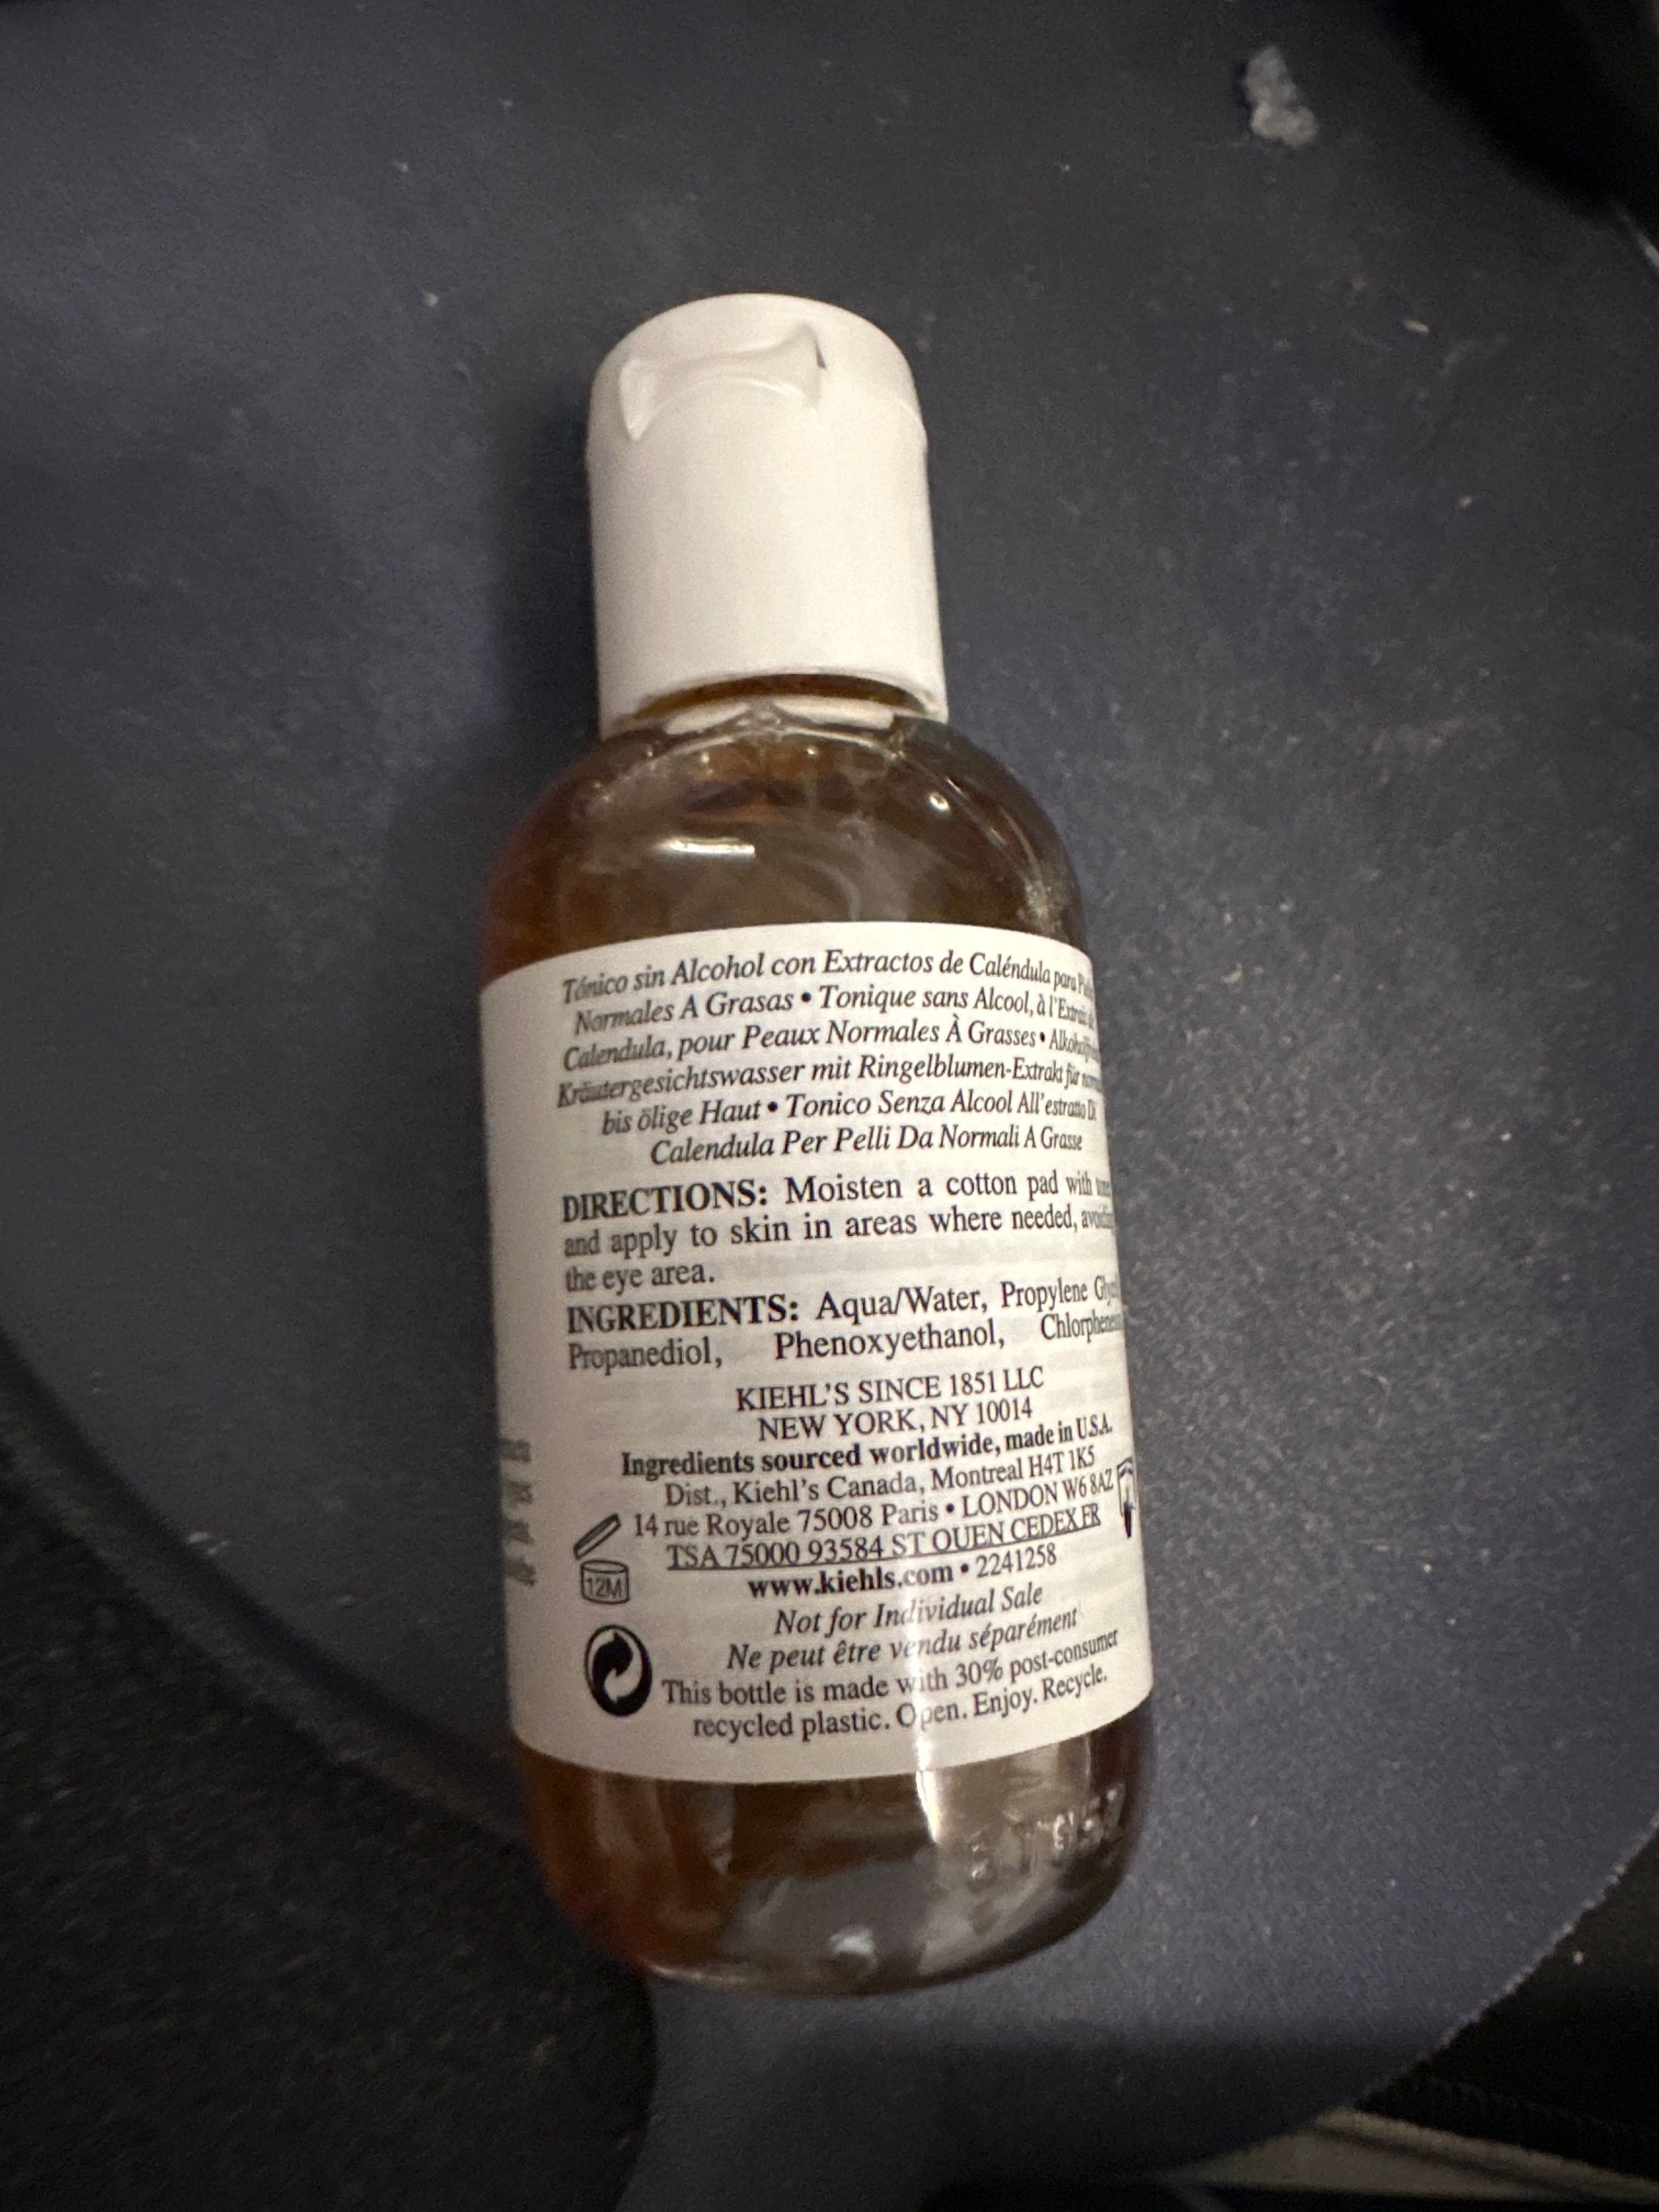 Tónico sin Alcohol con Extractos de Caléndula para
Normales A Grasas • Tonique sans Alcool, à l'Extrait de
Calendula, pour Peaux Normales À Grasses •
Kräutergesichtswasser mit Ringelblumen-Extrakt für
bis ölige Haut • Tonico Senza Alcool All'estratto Di
Calendula Per Pelli Da Normali A Grasse
DIRECTIONS: Moisten a cotton pad with
and apply to skin in areas where needed, avoiding
the eye area.
INGREDIENTS: Aqua/Water, Propylene
Propanediol, Phenoxyethanol,
KIEHL'S SINCE 1851 LLC
NEW YORK, NY 10014
Ingredients sourced worldwide, made in U.S.A.
Dist., Kiehl's Canada, Montreal H4T 1K5
14 rue Royale 75008 Paris • LONDON W6 8AZ
TSA 75000 93584 ST OUEN CEDEX FR
www.kiehls.com • 2241258
12M
Not for Individual Sale
Ne peut être vendu séparément
This bottle is made with 30% post-consumer
recycled plastic. Open. Enjoy. Recycle.